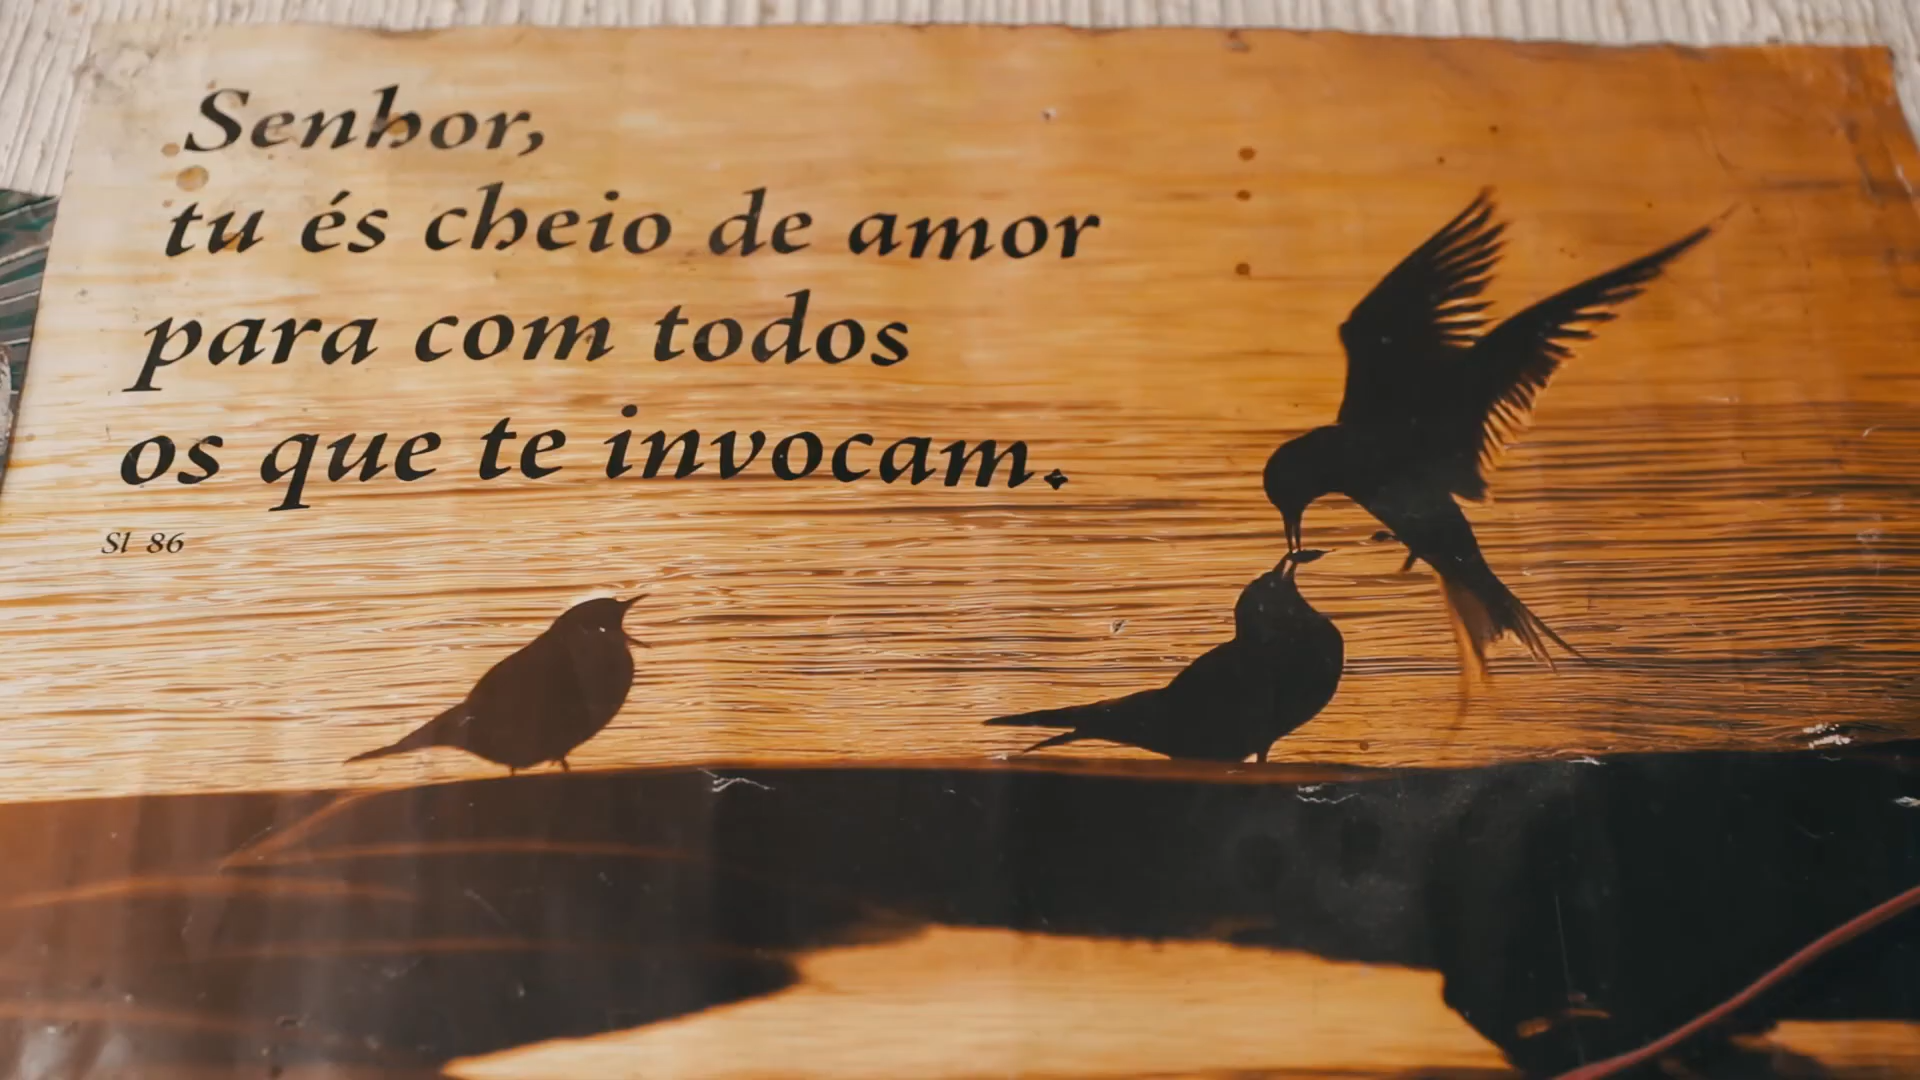 Senhor,
tu és cheio de amor
para com todos
os que te invocam.
Sl 86